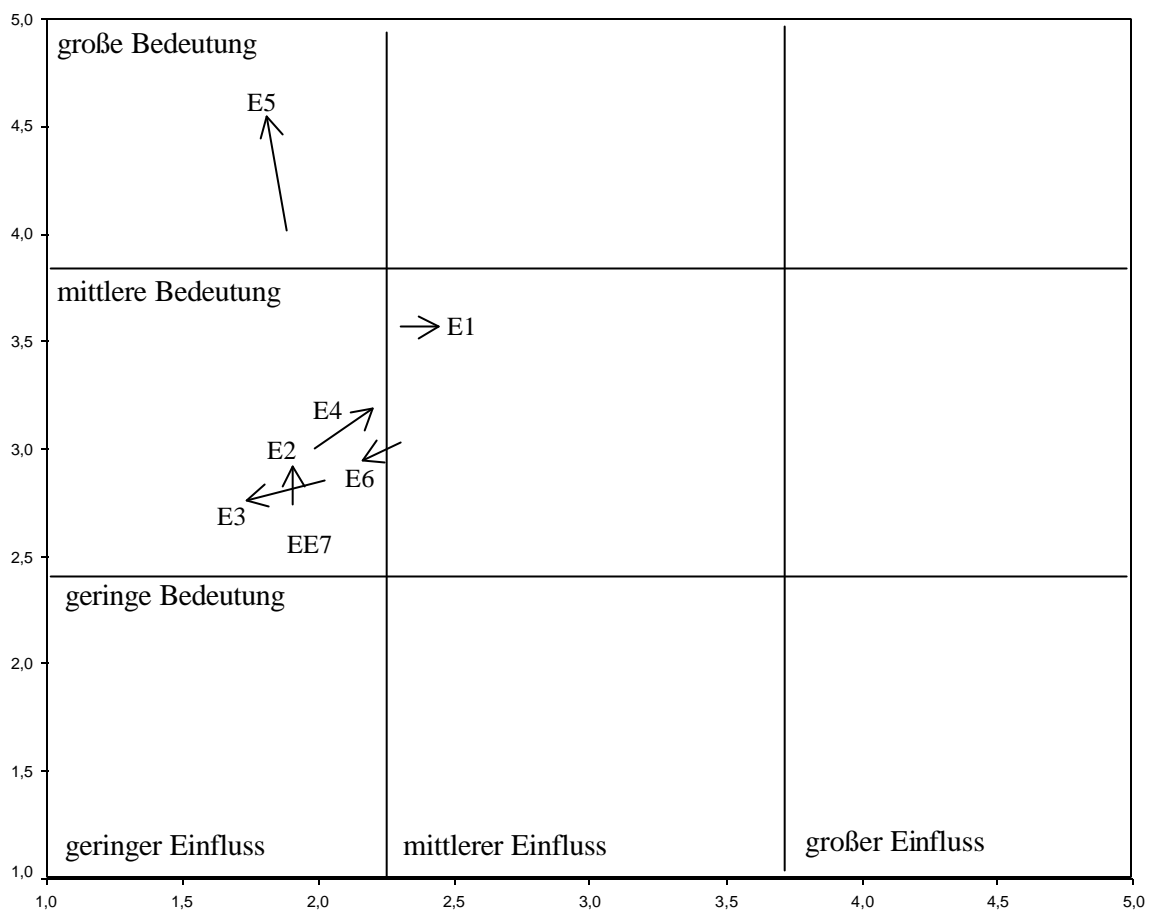 5,0
große Bedeutung
E5
4,5
4,0
mittlere Bedeutung
E1
3,5
E4
3,0
E2
E6
E3
EE7
2,5
geringe Bedeutung
2,0
1,5
geringer Einfluss mittlerer Einfluss großer Einfluss
1,0
1,0 1,5 2,0 2,5 3,0 3,5 4,0 4,5 5,0